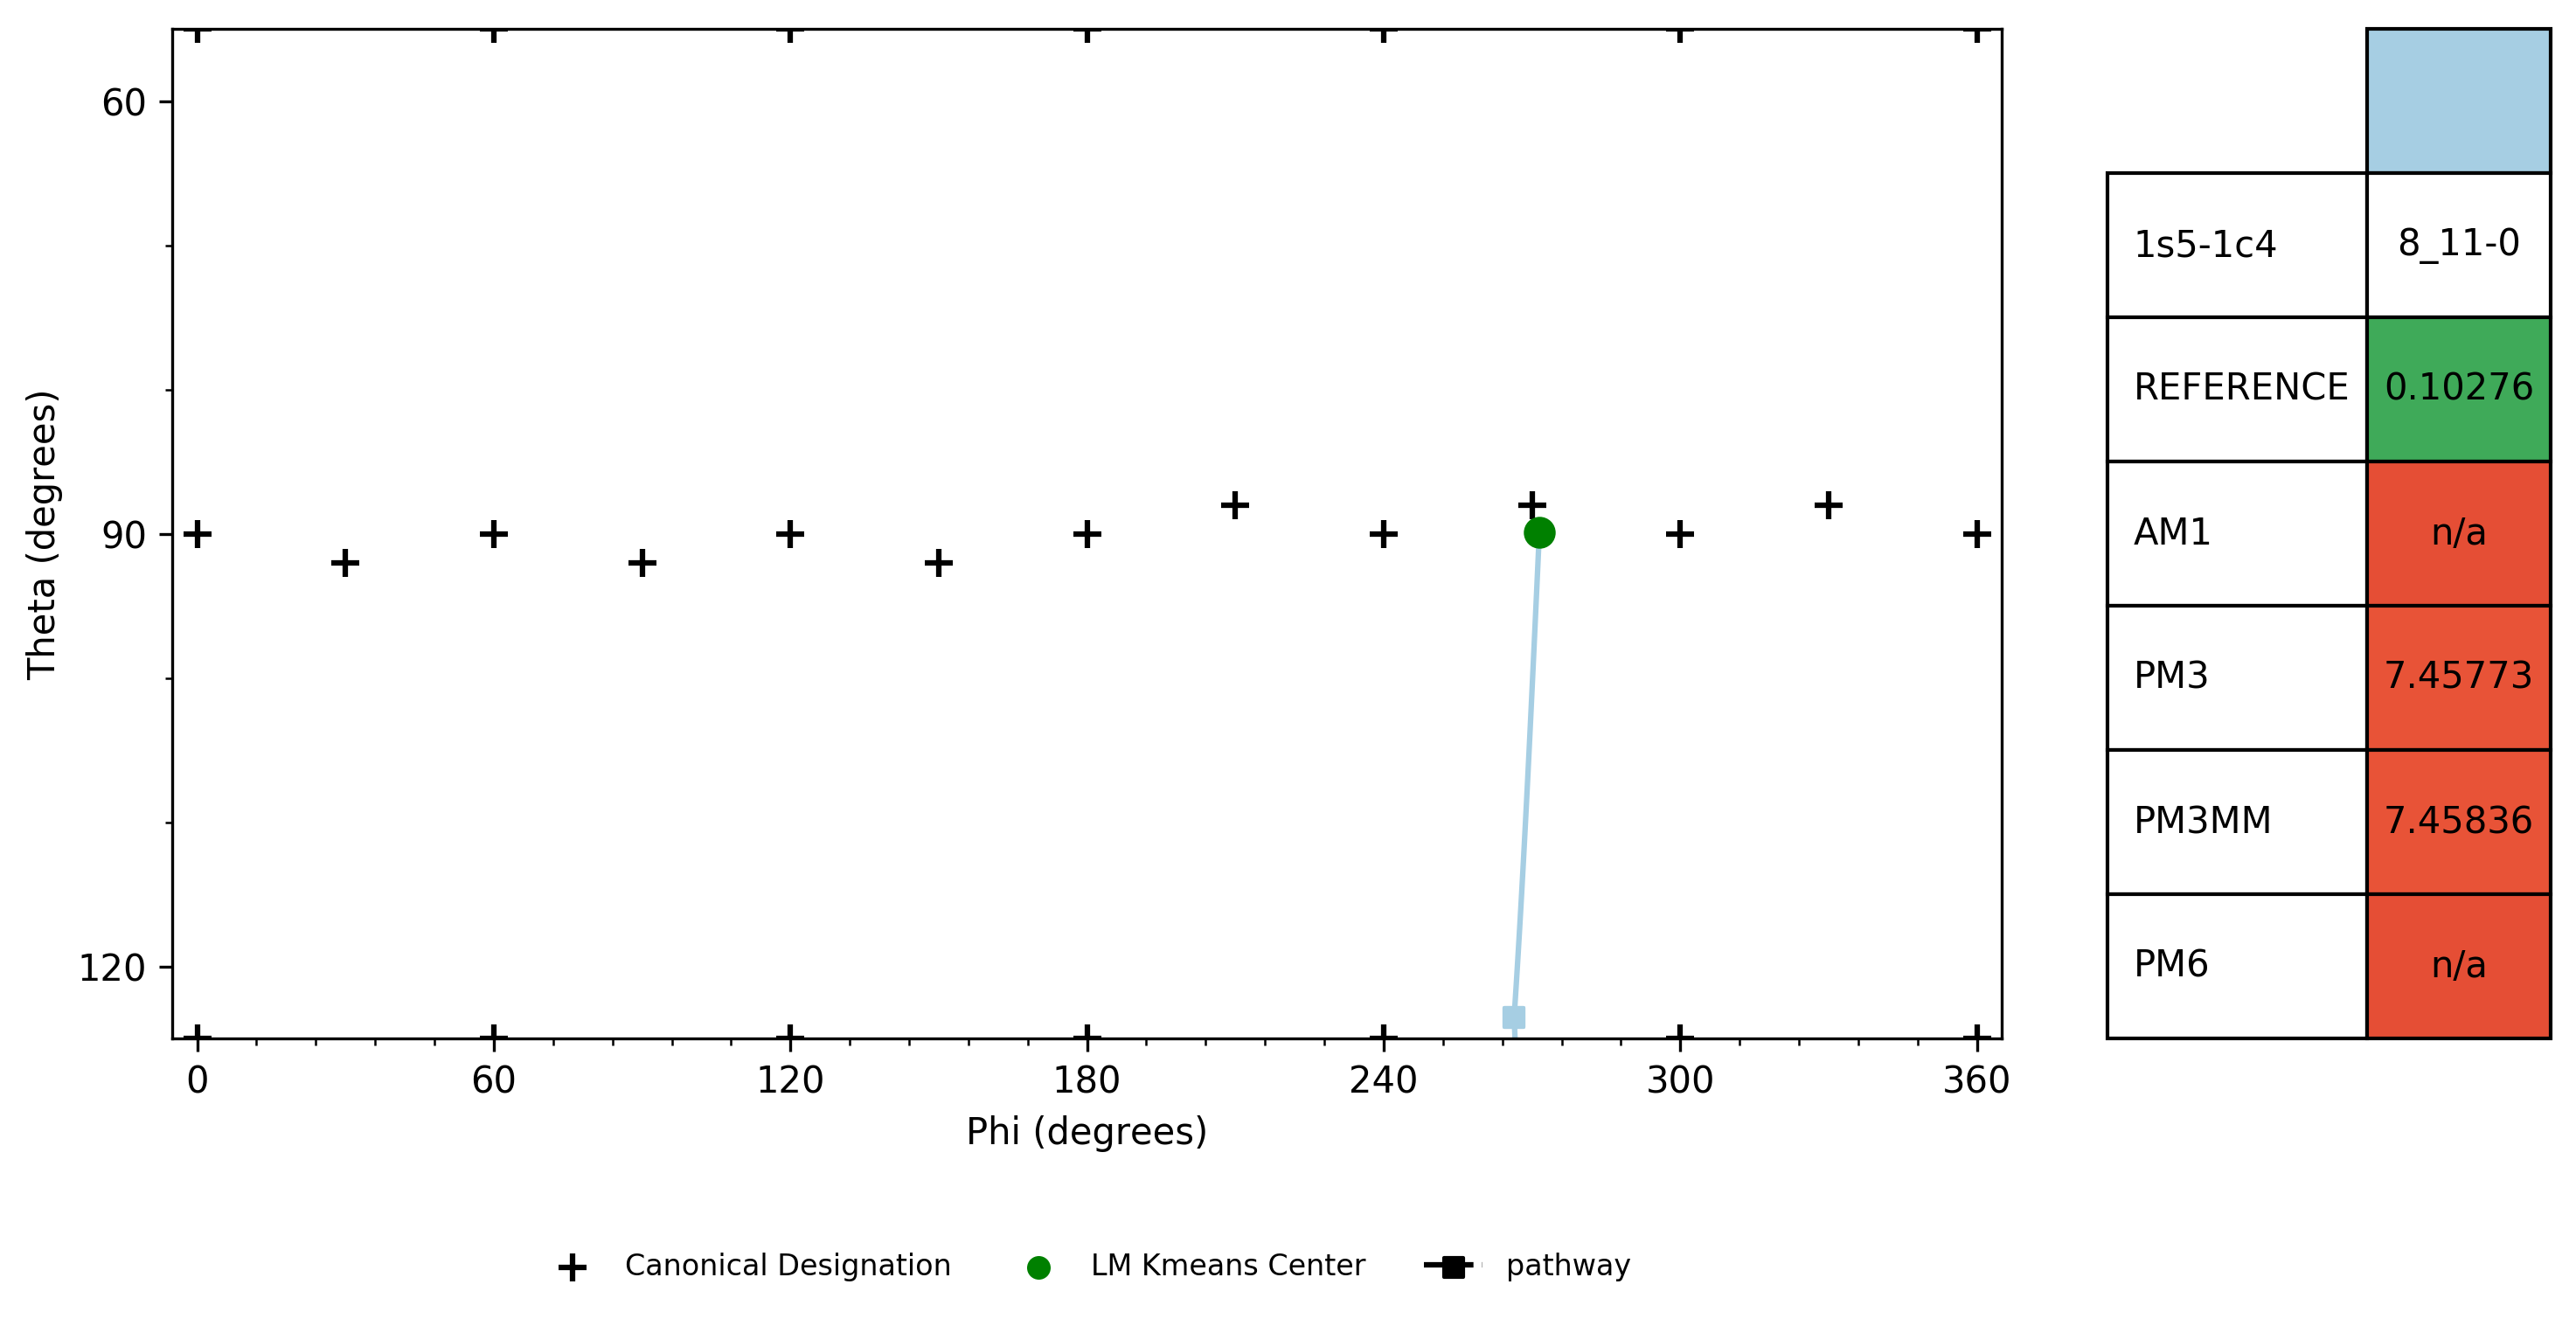 60
90
120
Theta (degrees)
0 60 120 180 240 300 360
Phi (degrees)
Canonical Designation LM Kmeans Center pathway
1s5-1c4 8_11-0
REFERENCE 0.10276
AM1 n/a
PM3 7.45773
PM3MM 7.45836
PM6 n/a